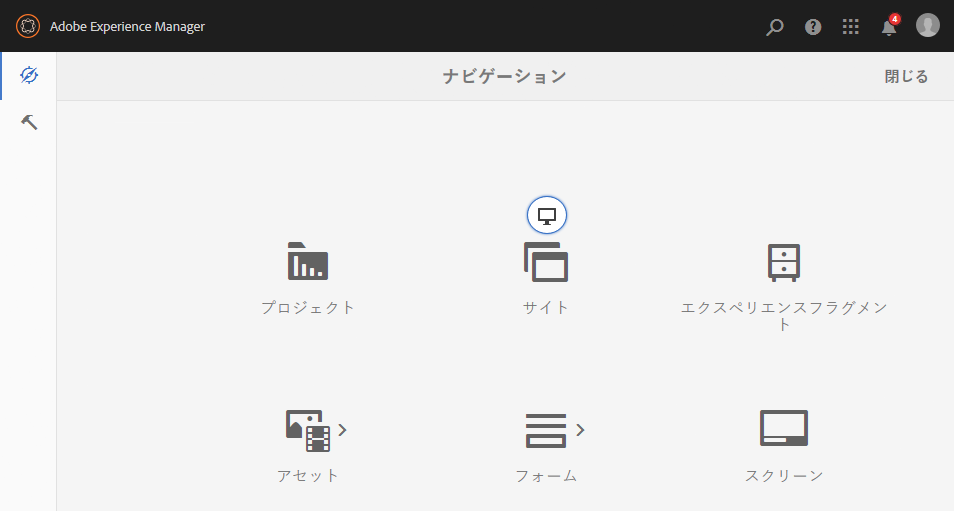 Adobe Experience Manager
4
ナビゲーション
閉じる
プロジェクト
サイト
エクスペリエンスフラグメン
ト
アセット
フォーム
スクリーン